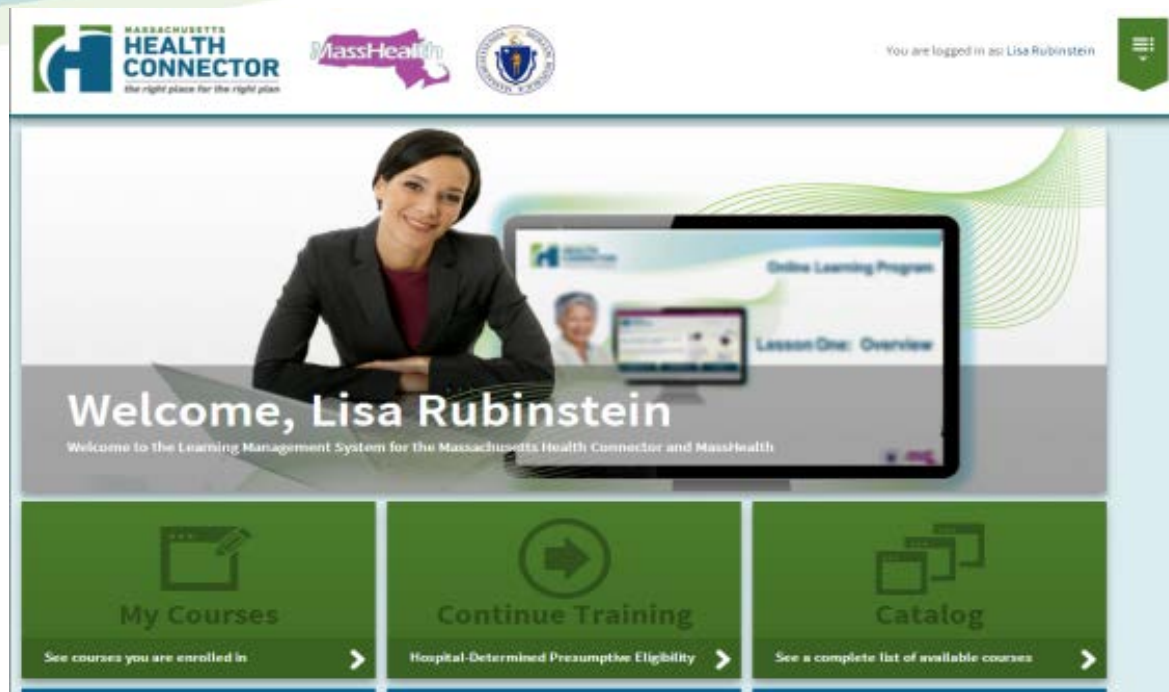 MASSACHUSETTS
HEALTH
CONNECTOR
the right place for the right plan
MassHealth
You are logged in as: Lisa Rubinstein
HEALTH
CONNECTOR
Online Learning Program
Lesson One: Overview
Welcome, Lisa Rubinstein
Welcome to the Learning Management System for the Massachusetts Health Connector and MassHealth
My Courses
See courses you are enrolled in
Continue Training
Hospital-Determined Presumptive Eligibility
Catalog
See a complete list of available courses